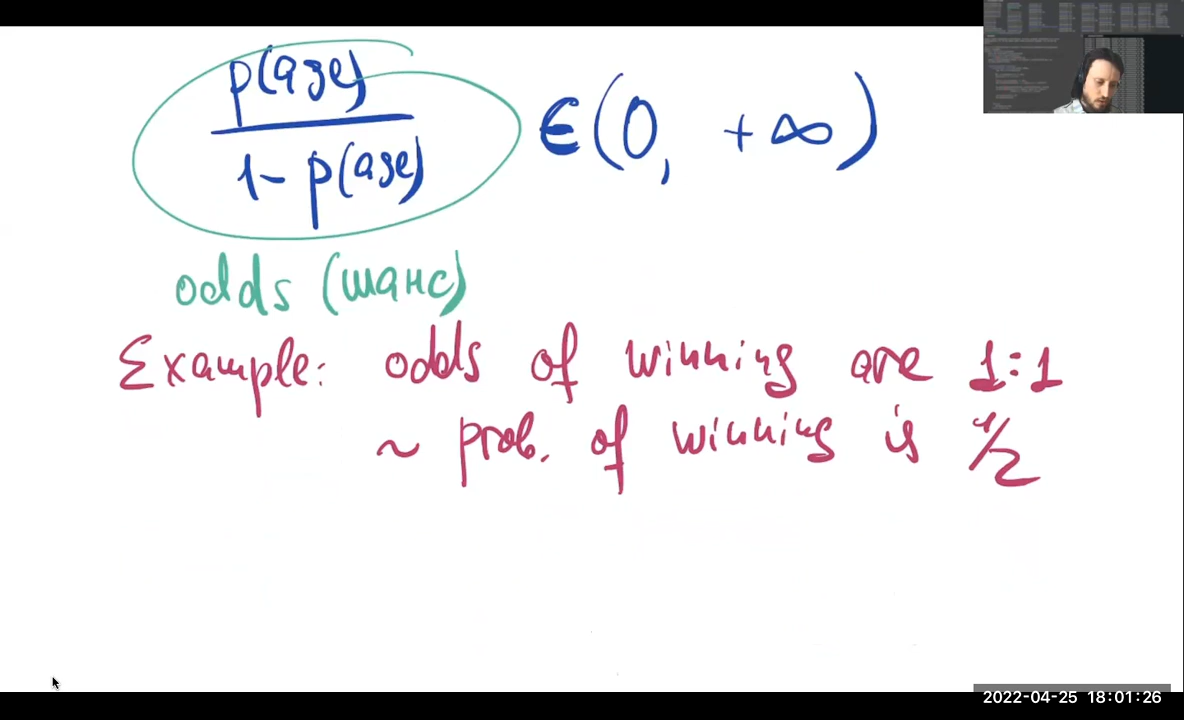 p(age)
1- p(age)
∈ (0, +∞)
odds (шанс)
Example: odds of winning are 1:1
~ prob. of winning is 1/2
2022-04-25 18:01:26